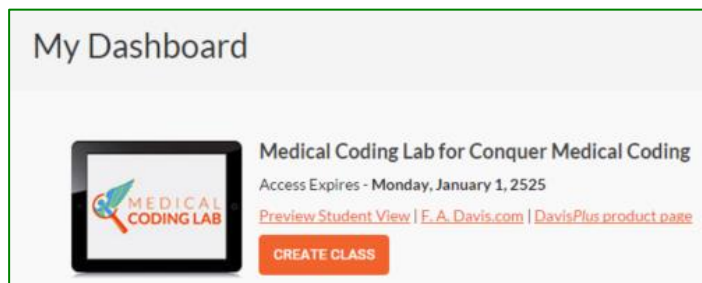 My Dashboard
MEDICAL
CODING LAB
Medical Coding Lab for Conquer Medical Coding
Access Expires - Monday, January 1, 2525
Preview Student View | F. A. Davis.com | DavisPlus product page
CREATE CLASS